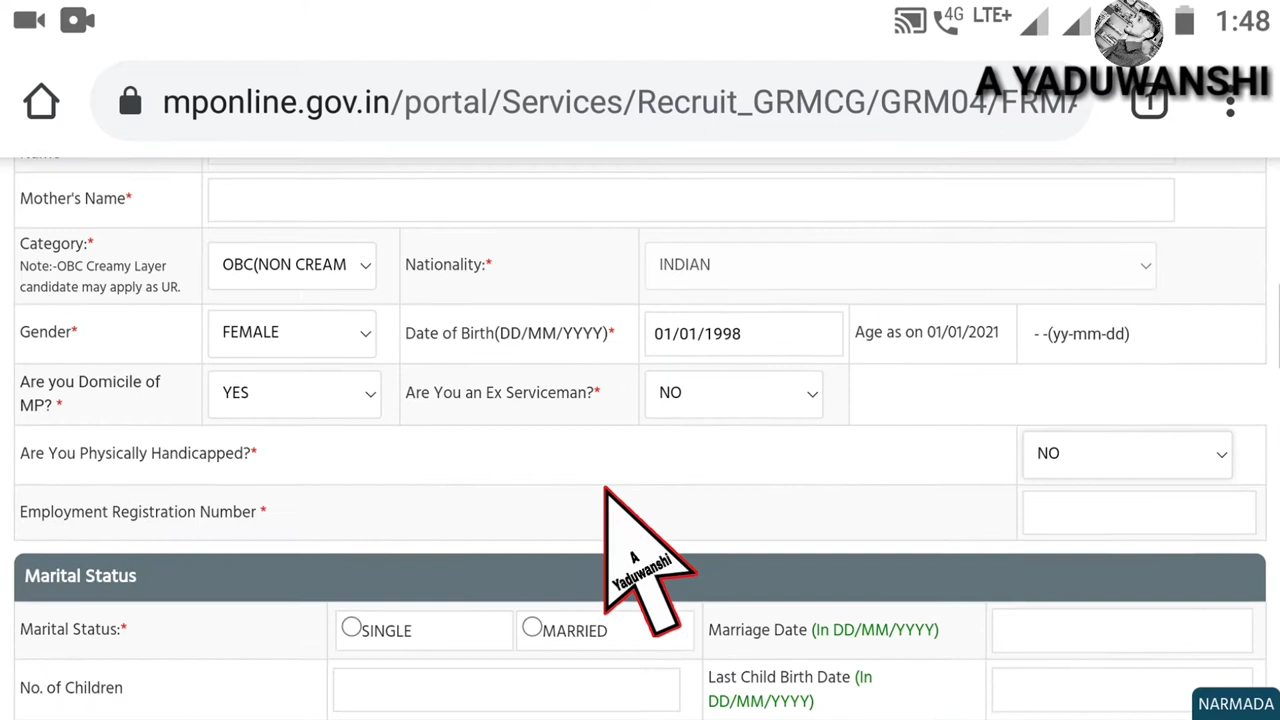 4G LTE+ 1:48
A YADUWANSHI
mponline.gov.in/portal/Services/Recruit_GRMCG/GRM04/FRM
1
Mother's Name*
Category:* OBC(NON CREAM Nationality:* INDIAN
Note:-OBC Creamy Layer
candidate may apply as UR.
Gender* FEMALE Date of Birth(DD/MM/YYYY)* 01/01/1998 Age as on 01/01/2021 - -(yy-mm-dd)
Are you Domicile of
MP? * YES Are You an Ex Serviceman?* NO
Are You Physically Handicapped?* NO
Employment Registration Number *
A
Yaduwanshi
Marital Status
Marital Status:* SINGLE MARRIED Marriage Date (In DD/MM/YYYY)
No. of Children Last Child Birth Date (In
DD/MM/YYYY)
NARMADA